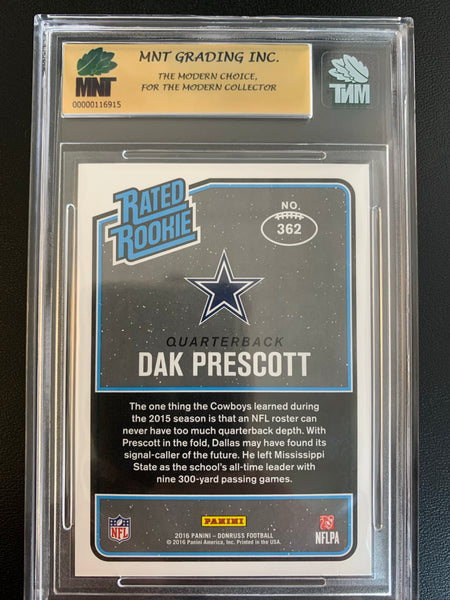 MNT GRADING INC.
THE MODERN CHOICE,
FOR THE MODERN COLLECTOR
MNT
00000116915
MNT
RATED
ROOKIE
NO.
362
QUARTERBACK
DAK PRESCOTT
The one thing the Cowboys learned during
the 2015 season is that an NFL roster can
never have too much quarterback depth. With
Prescott in the fold, Dallas may have found its
signal-caller of the future. He left Mississippi
State as the school's all-time leader with
nine 300-yard passing games.
NFL
PANINI
NFLPA
2016 PANINI – DONRUSS FOOTBALL
© 2016 Panini America, Inc. Printed in the USA.